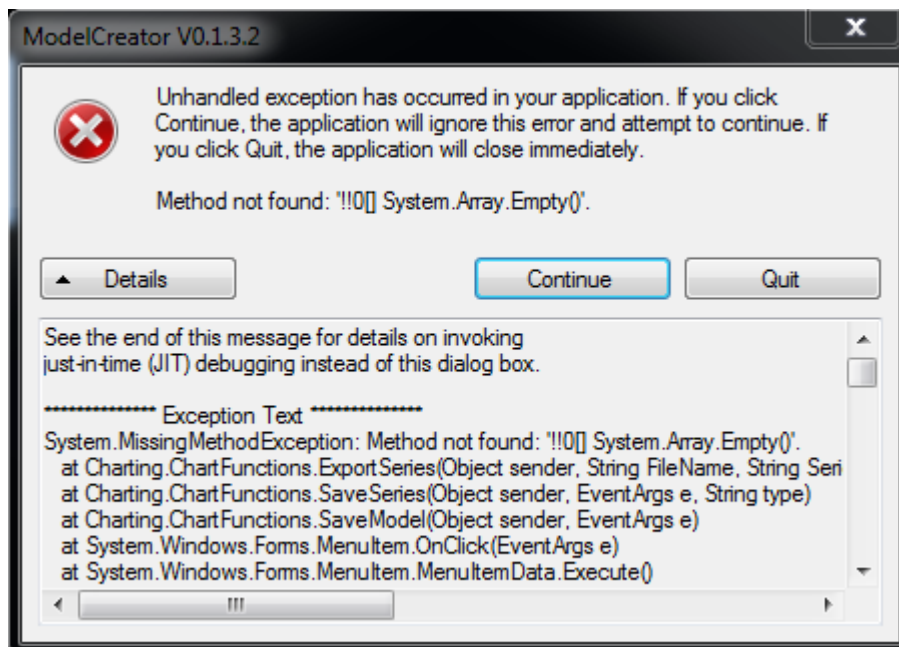 ModelCreator V0.1.3.2
Unhandled exception has occurred in your application. If you click
Continue, the application will ignore this error and attempt to continue. If
you click Quit, the application will close immediately.
Method not found: '!!0[] System.Array.Empty()'.
Details
Continue
Quit
See the end of this message for details on invoking
just-in-time (JIT) debugging instead of this dialog box.
************** Exception Text **************
System.MissingMethodException: Method not found: '!!0[] System.Array.Empty()'.
at Charting.ChartFunctions.ExportSeries(Object sender, String FileName, String Seri
at Charting.ChartFunctions.SaveSeries(Object sender, EventArgs e, String type)
at Charting.ChartFunctions.SaveModel(Object sender, EventArgs e)
at System.Windows.Forms.MenuItem.OnClick(EventArgs e)
at System.Windows.Forms.MenuItem.MenuItemData.Execute()